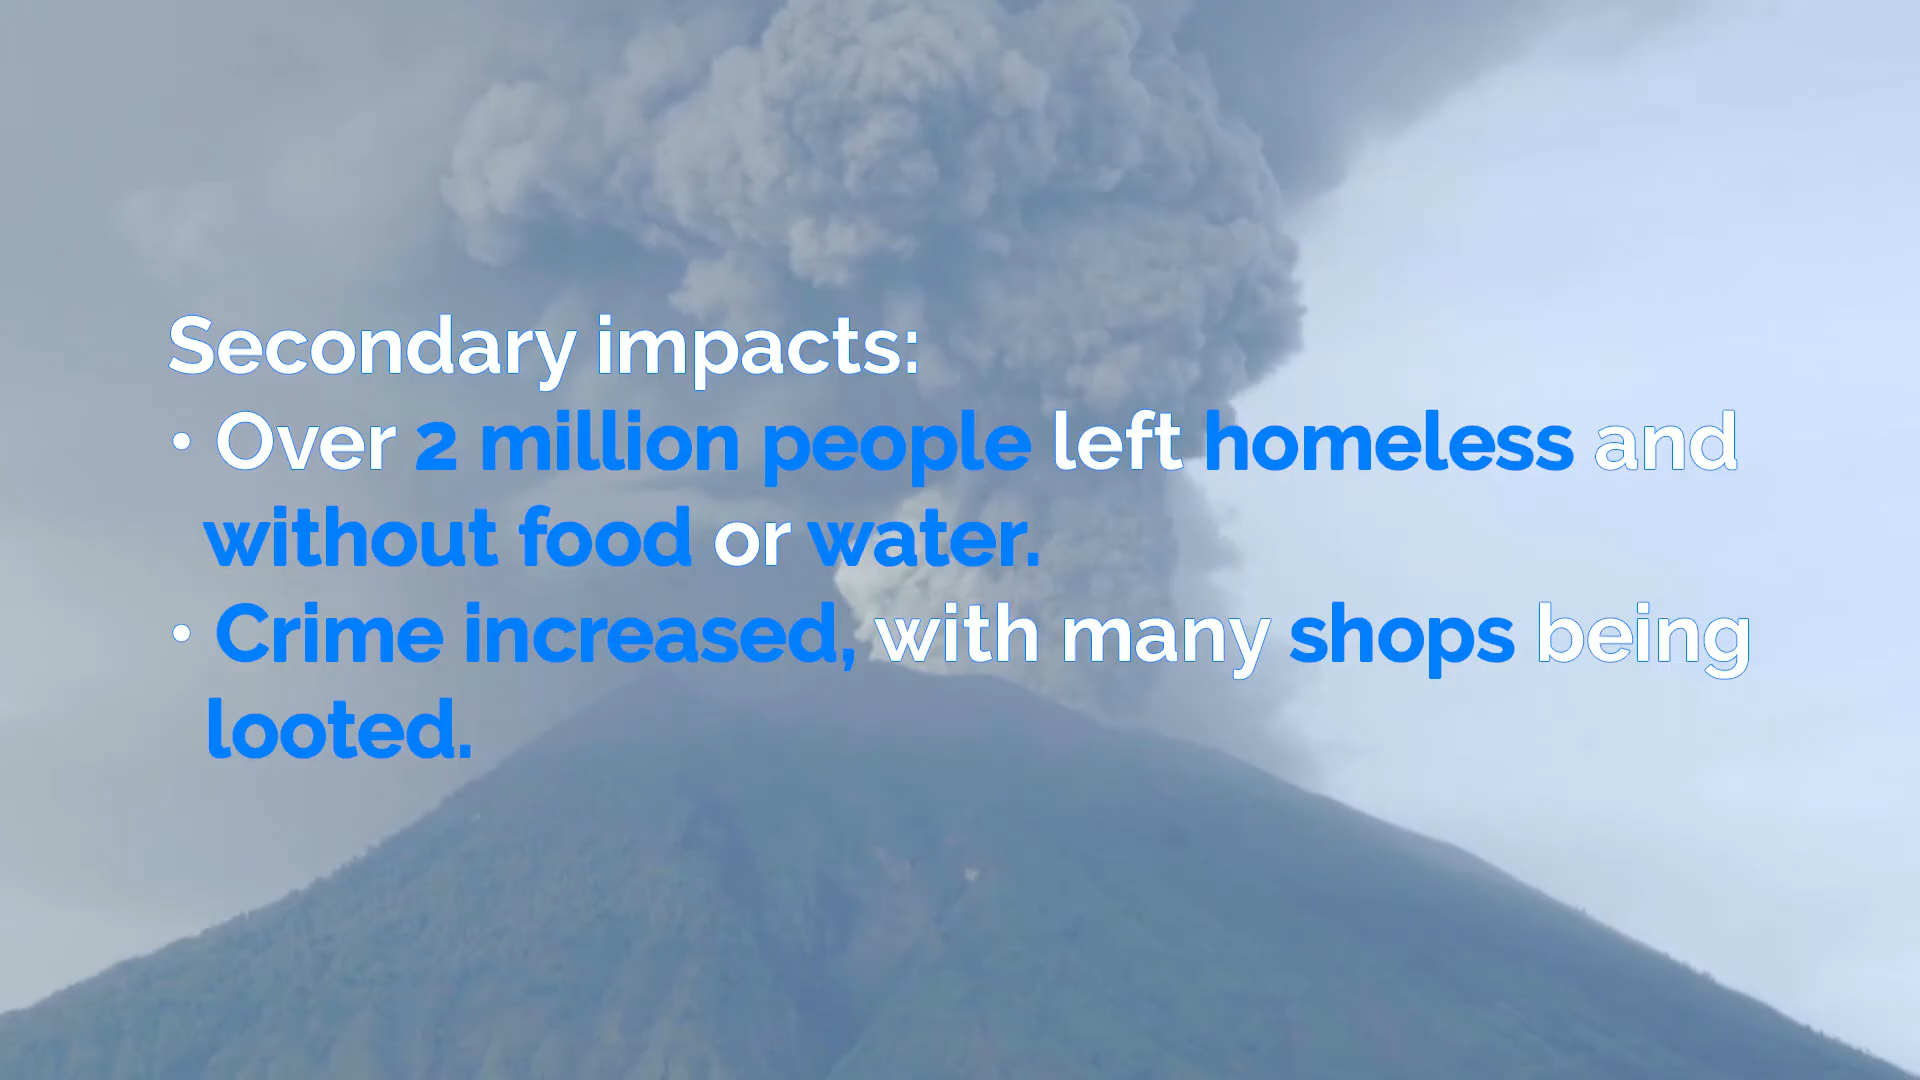 Secondary impacts:
• Over 2 million people left homeless and
without food or water.
• Crime increased, with many shops being
looted.